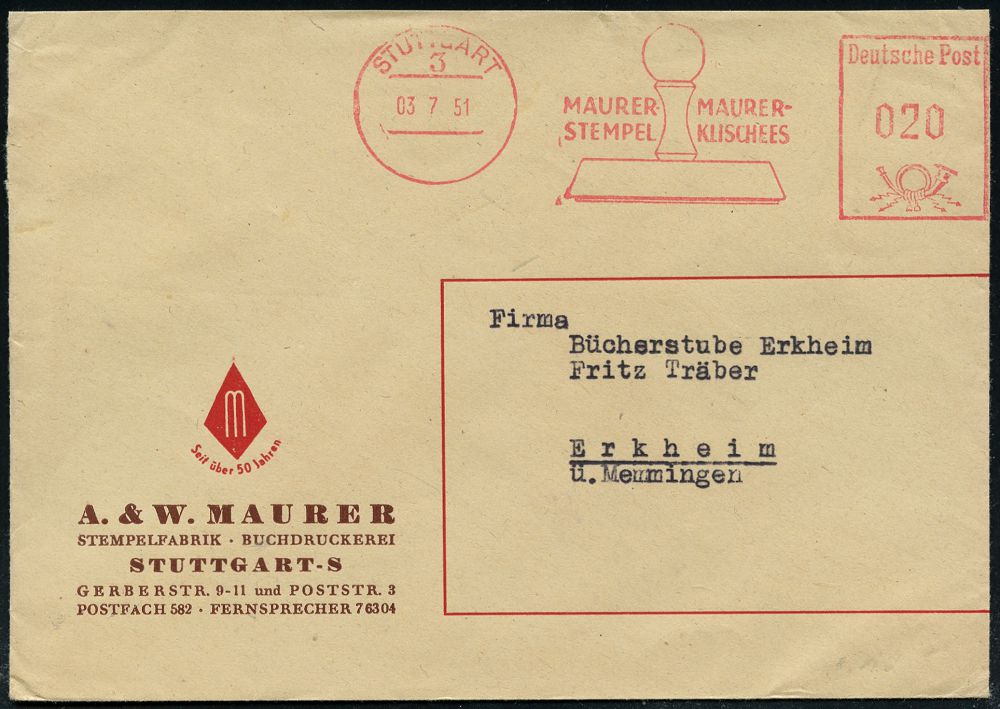 STUTTGART
3
03 7 51
MAURER- MAURER-
STEMPEL KLISCHEES
Deutsche Post
020
Firma
Bücherstube Erkheim
Fritz Träber
Erkheim
ü.Memmingen
m
Seit über 50 Jahren
A. & W. MAURER
STEMPELFABRIK · BUCHDRUCKEREI
STUTTGART-S
GERBERSTR. 9-11 und POSTSTR. 3
POSTFACH 582 · FERNSPRECHER 76304